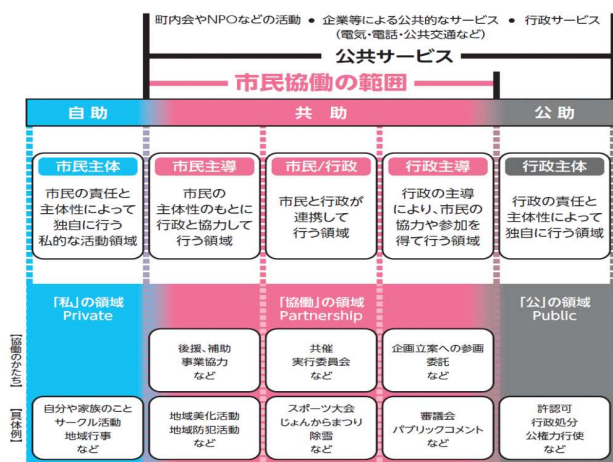 町内会やNPOなどの活動 • 企業等による公共的なサービス • 行政サービス
(電気・電話・公共交通など)
公共サービス
市民協働の範囲
自助
共助
公助
市民主体
市民の責任と
主体性によって
独自に行う
私的な活動領域
市民主導
市民の
主体性のもとに
行政と協力して
行う領域
市民/行政
市民と行政が
連携して
行う領域
行政主導
行政の主導
により、市民の
協力や参加を
得て行う領域
行政主体
行政の責任と
主体性によって
独自に行う領域
「私」の領域
Private
「協働」の領域
Partnership
「公」の領域
Public
【協働のかたち】
後援、補助
事業協力
など
共催
実行委員会
など
企画立案への参画
委託
など
【具体例】
自分や家族のこと
サークル活動
地域行事
など
地域美化活動
地域防犯活動
など
スポーツ大会
じょんからまつり
除雪
など
審議会
パブリックコメント
など
許認可
行政処分
公権力行使
など